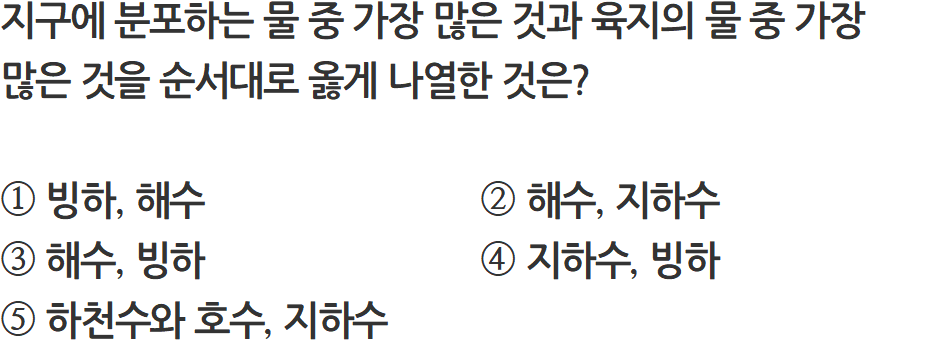 지구에 분포하는 물 중 가장 많은 것과 육지의 물 중 가장
많은 것을 순서대로 옳게 나열한 것은?
① 빙하, 해수 ② 해수, 지하수
③ 해수, 빙하 ④ 지하수, 빙하
⑤ 하천수와 호수, 지하수